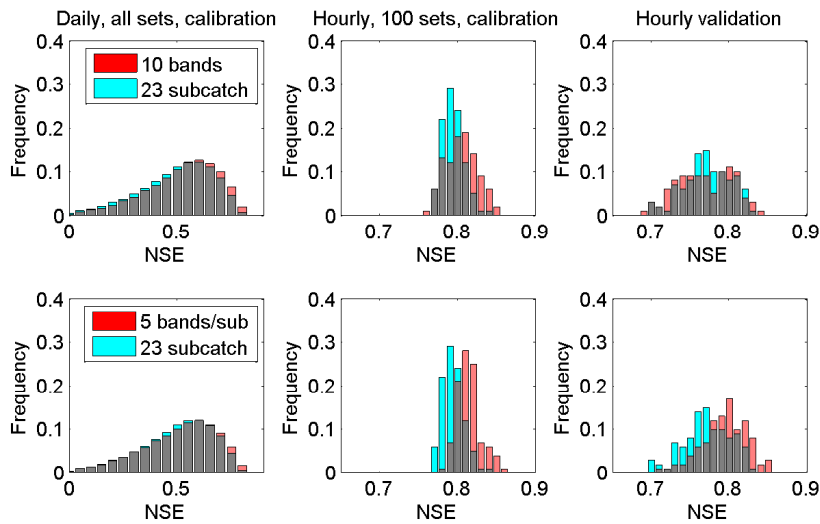 Daily, all sets, calibration
Hourly, 100 sets, calibration
Hourly validation
0.4
0.3
0.2
0.1
0
Frequency
10 bands
23 subcatch
0
0.5
NSE
0.4
0.3
0.2
0.1
0
Frequency
0.7
0.8
0.9
NSE
0.4
0.3
0.2
0.1
0
Frequency
0.7
0.8
0.9
NSE
0.4
0.3
0.2
0.1
0
Frequency
5 bands/sub
23 subcatch
0
0.5
NSE
0.4
0.3
0.2
0.1
0
Frequency
0.7
0.8
0.9
NSE
0.4
0.3
0.2
0.1
0
Frequency
0.7
0.8
0.9
NSE